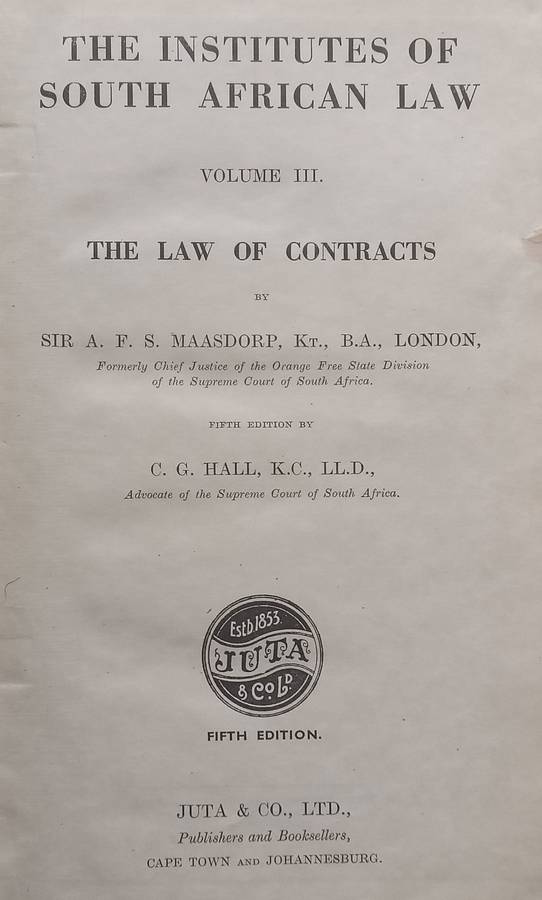 THE INSTITUTES OF
SOUTH AFRICAN LAW
VOLUME III.
THE LAW OF CONTRACTS
BY
SIR A. F. S. MAASDORP, KT., B.A., LONDON,
Formerly Chief Justice of the Orange Free State Division
of the Supreme Court of South Africa.
FIFTH EDITION BY
C. G. HALL, K.C., LL.D.,
Advocate of the Supreme Court of South Africa.
Estb 1853.
JUTA
& Co. LD.
FIFTH EDITION.
JUTA & CO., LTD.,
Publishers and Booksellers,
CAPE TOWN AND JOHANNESBURG.